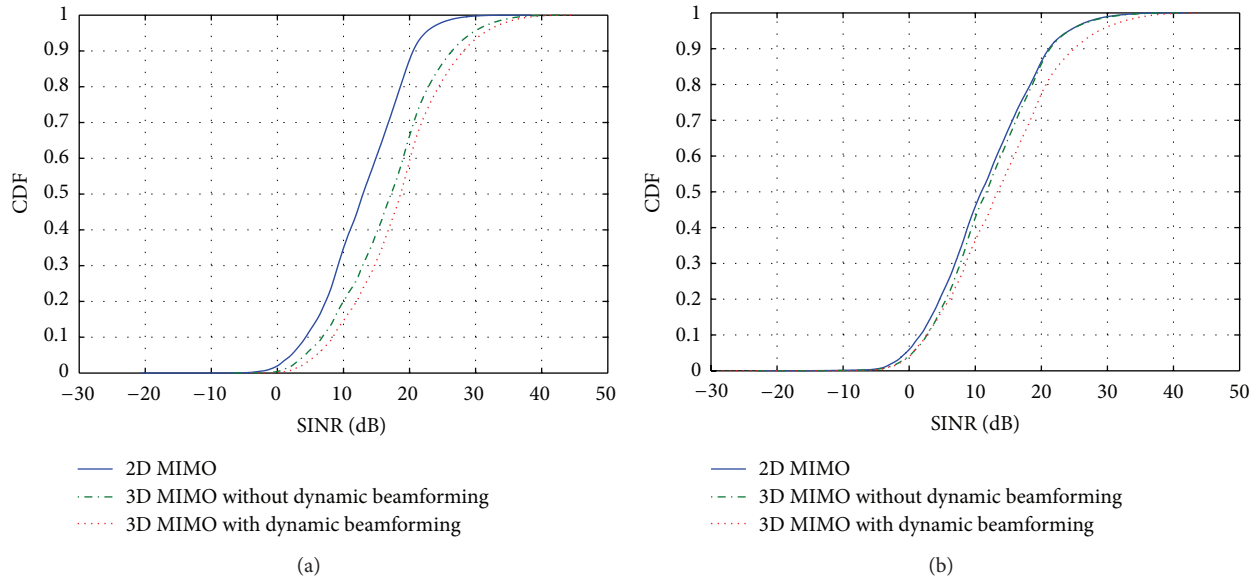 1
0.9
0.8
0.7
0.6
0.5
0.4
0.3
0.2
0.1
0
CDF
−30 −20 −10 0 10 20 30 40 50
SINR (dB)
2D MIMO
3D MIMO without dynamic beamforming
3D MIMO with dynamic beamforming
(a)
1
0.9
0.8
0.7
0.6
0.5
0.4
0.3
0.2
0.1
0
CDF
−30 −20 −10 0 10 20 30 40 50
SINR (dB)
2D MIMO
3D MIMO without dynamic beamforming
3D MIMO with dynamic beamforming
(b)